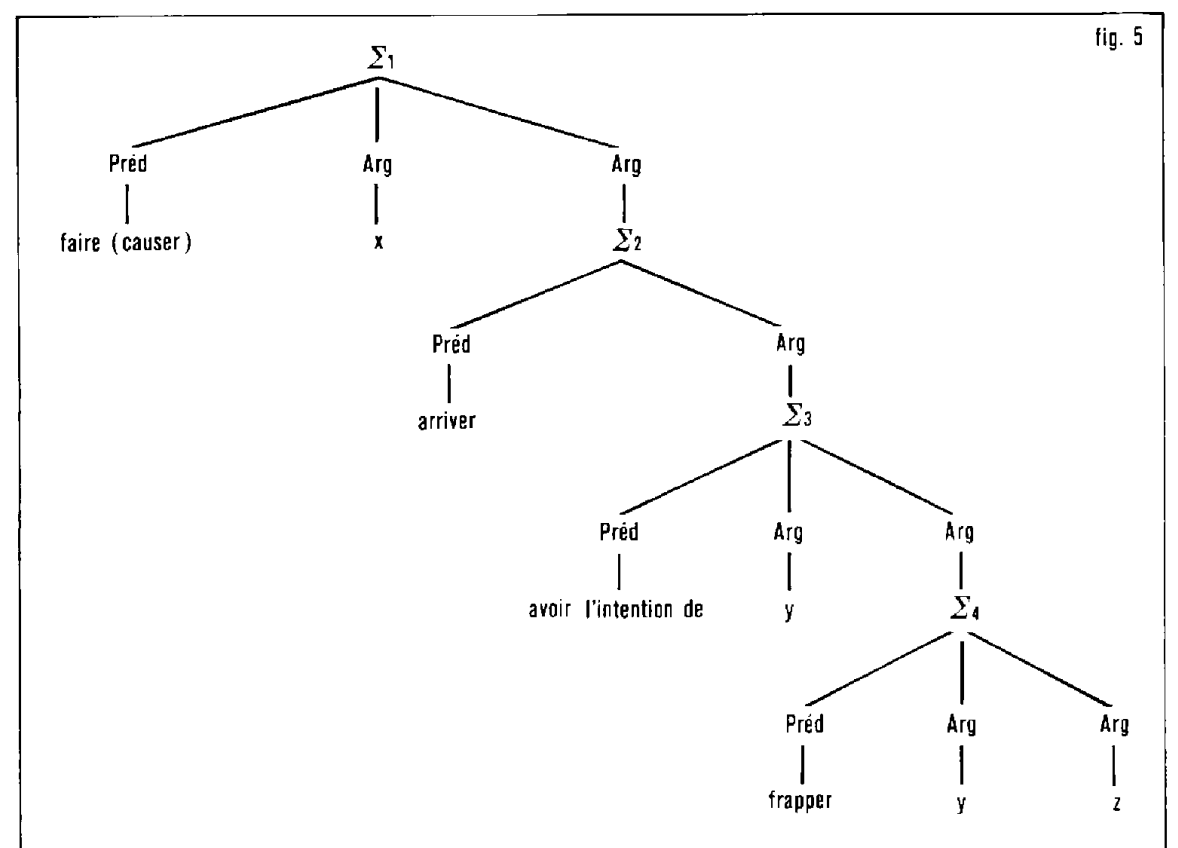 fig. 5
Σ1
Préd Arg Arg
faire (causer) x Σ2
Préd Arg
arriver
Σ3
Préd Arg Arg
avoir l'intention de y Σ4
Préd Arg Arg
frapper y z